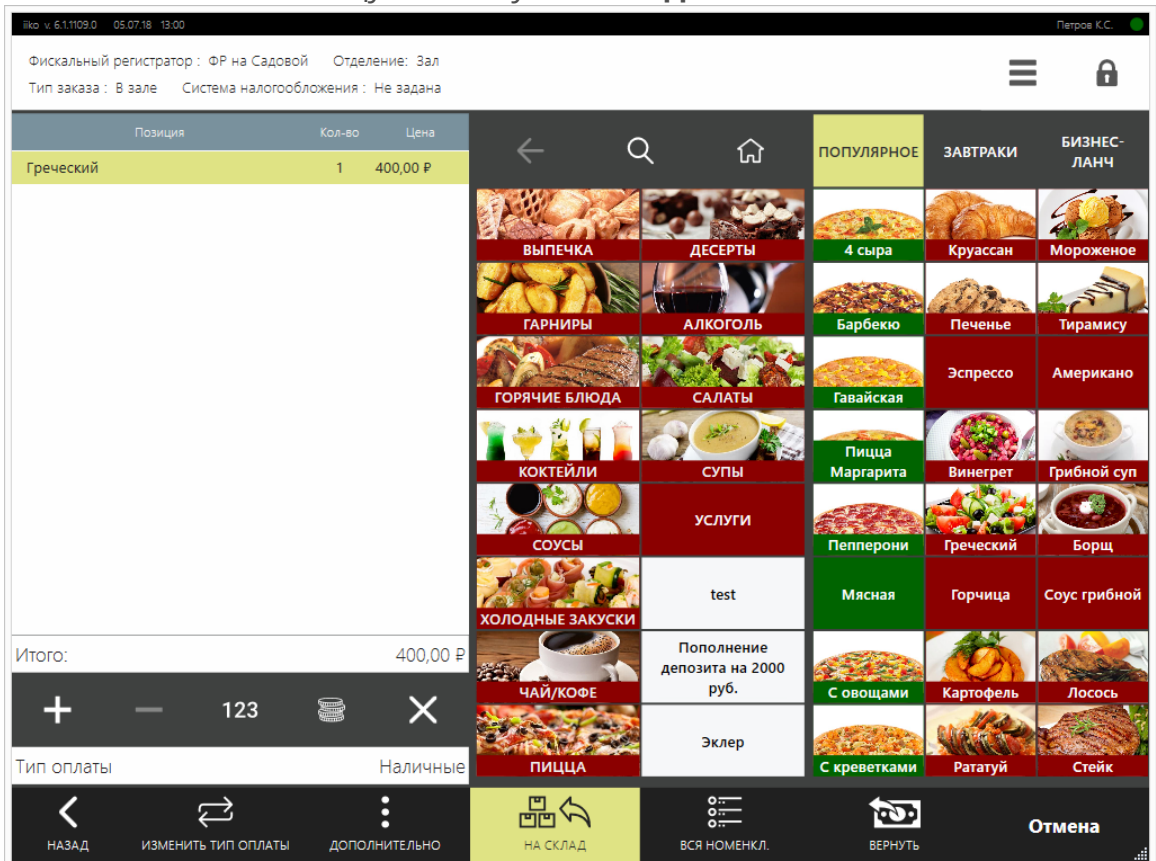 iiko v. 6.1.1109.0 05.07.18 13:00 Петров К.С.
Фискальный регистратор : ФР на Садовой Отделение: Зал
Тип заказа : В зале Система налогообложения : Не задана
Позиция Кол-во Цена
Греческий 1 400,00 ₽
Итого: 400,00 ₽
123
Тип оплаты Наличные
ПОПУЛЯРНОЕ ЗАВТРАКИ БИЗНЕС-
ЛАНЧ
ВЫПЕЧКА ДЕСЕРТЫ
ГАРНИРЫ АЛКОГОЛЬ
ГОРЯЧИЕ БЛЮДА САЛАТЫ
КОКТЕЙЛИ СУПЫ
СОУСЫ УСЛУГИ
ХОЛОДНЫЕ ЗАКУСКИ test
ЧАЙ/КОФЕ Пополнение
депозита на 2000
руб.
ПИЦЦА Эклер
4 сыра Круассан Мороженое
Барбекю Печенье Тирамису
Гавайская Эспрессо Американо
Пицца
Маргарита Винегрет Грибной суп
Пепперони Греческий Борщ
Мясная Горчица Соус грибной
С овощами Картофель Лосось
С креветками Рататуй Стейк
НАЗАД ИЗМЕНИТЬ ТИП ОПЛАТЫ ДОПОЛНИТЕЛЬНО НА СКЛАД ВСЯ НОМЕНКЛ. ВЕРНУТЬ Отмена